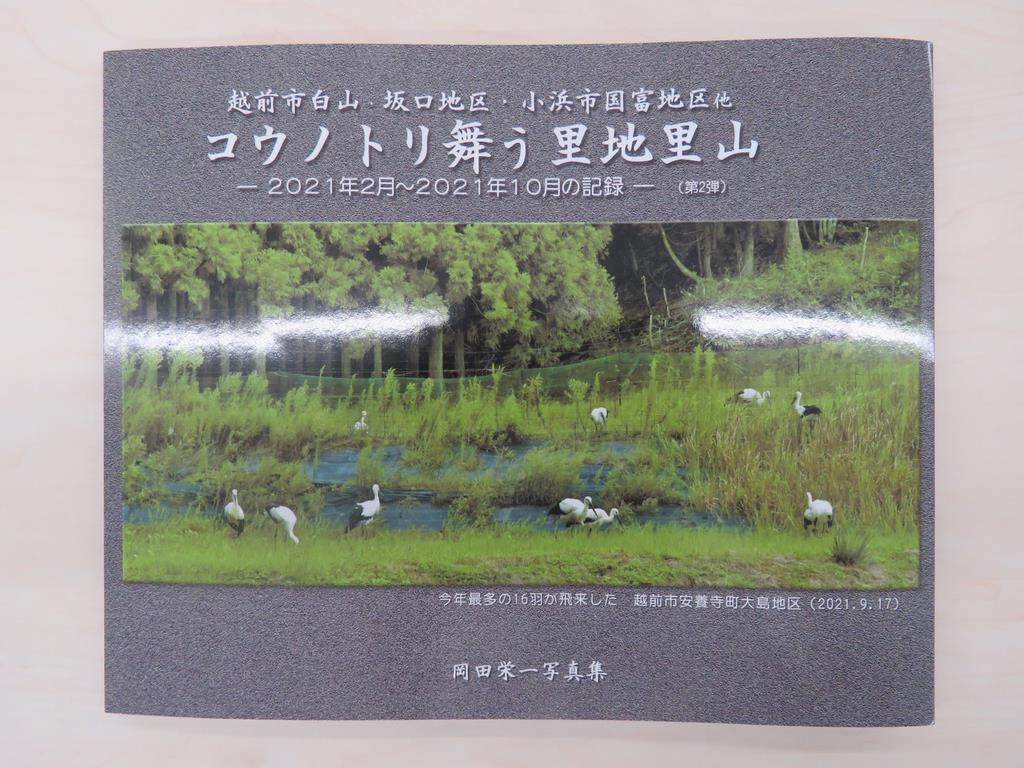 越前市白山・坂口地区・小浜市国富地区他
コウノトリ舞う里地里山
― 2021年2月～2021年10月の記録 ― (第2弾)
今年最多の16羽が飛来した 越前市安養寺町大島地区（2021.9.17）
岡田栄一写真集